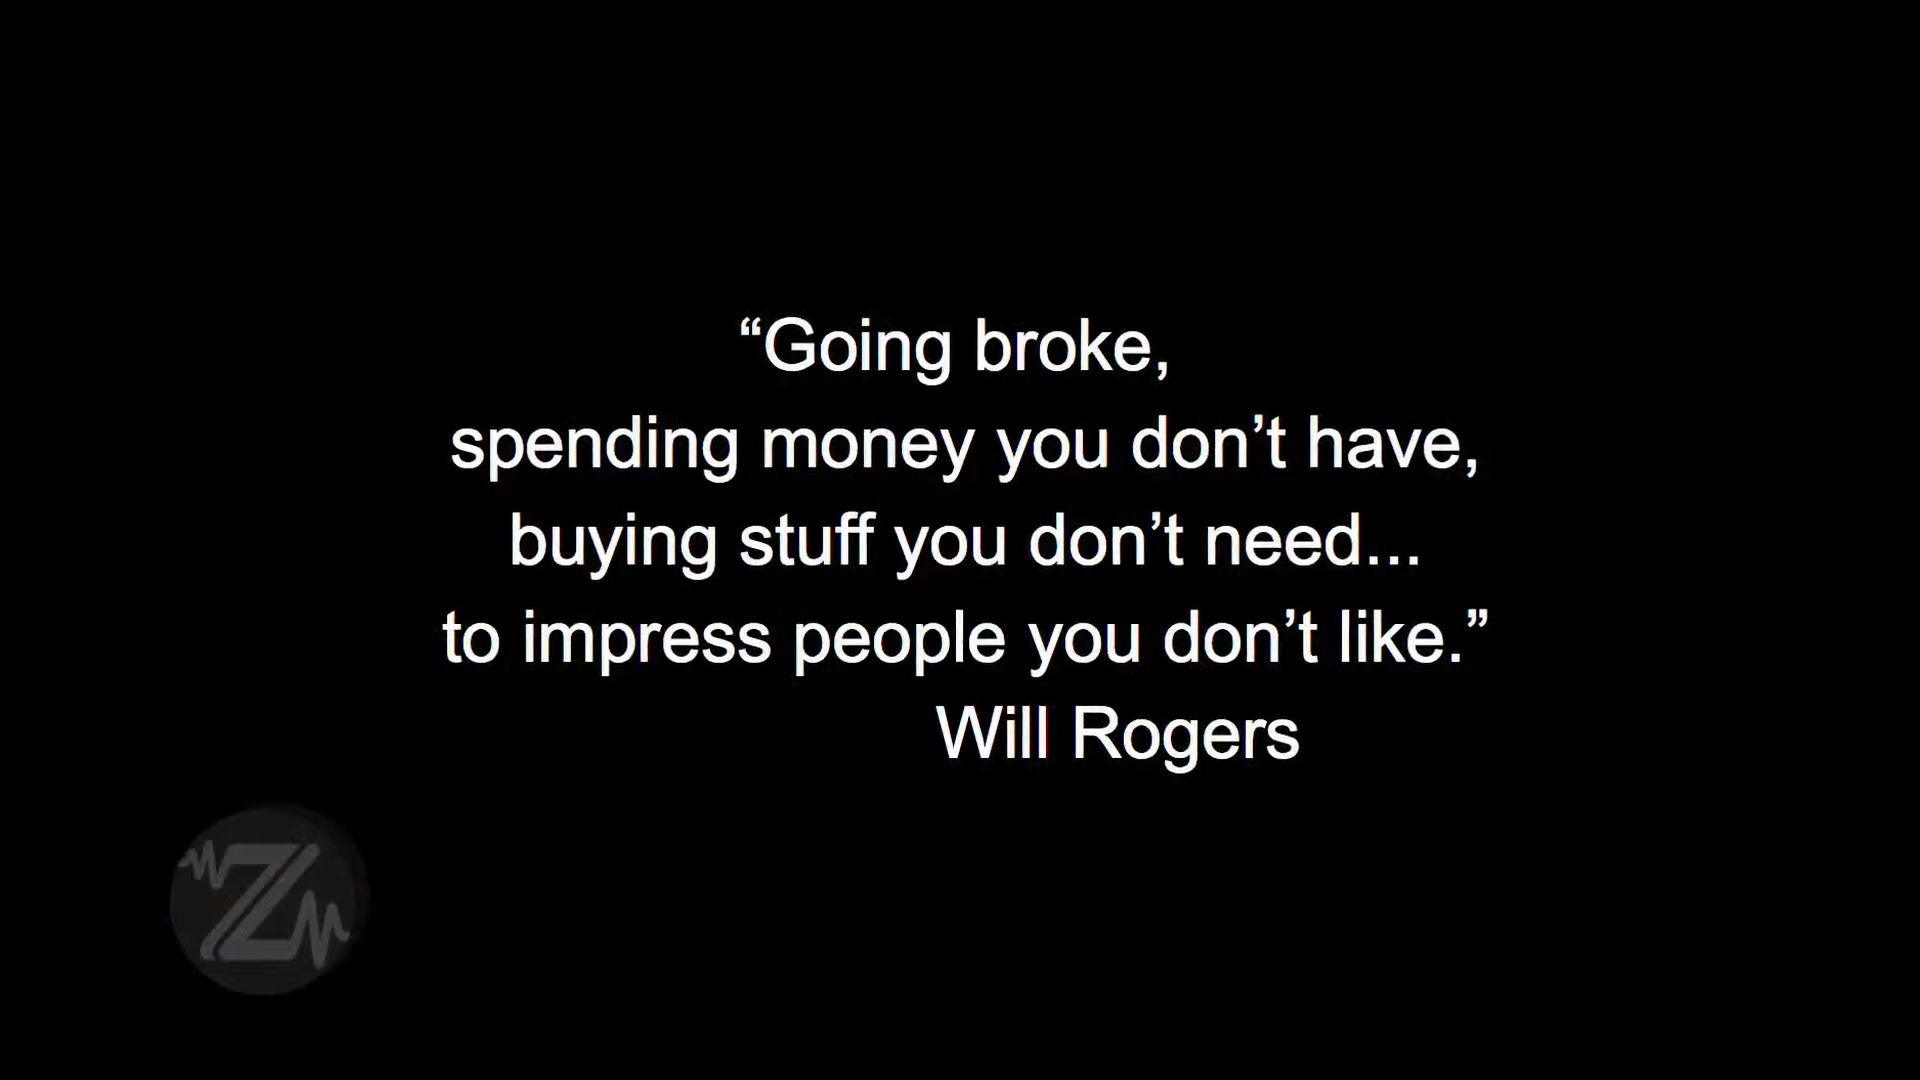 “Going broke,
spending money you don’t have,
buying stuff you don’t need...
to impress people you don’t like.”
Will Rogers
Z